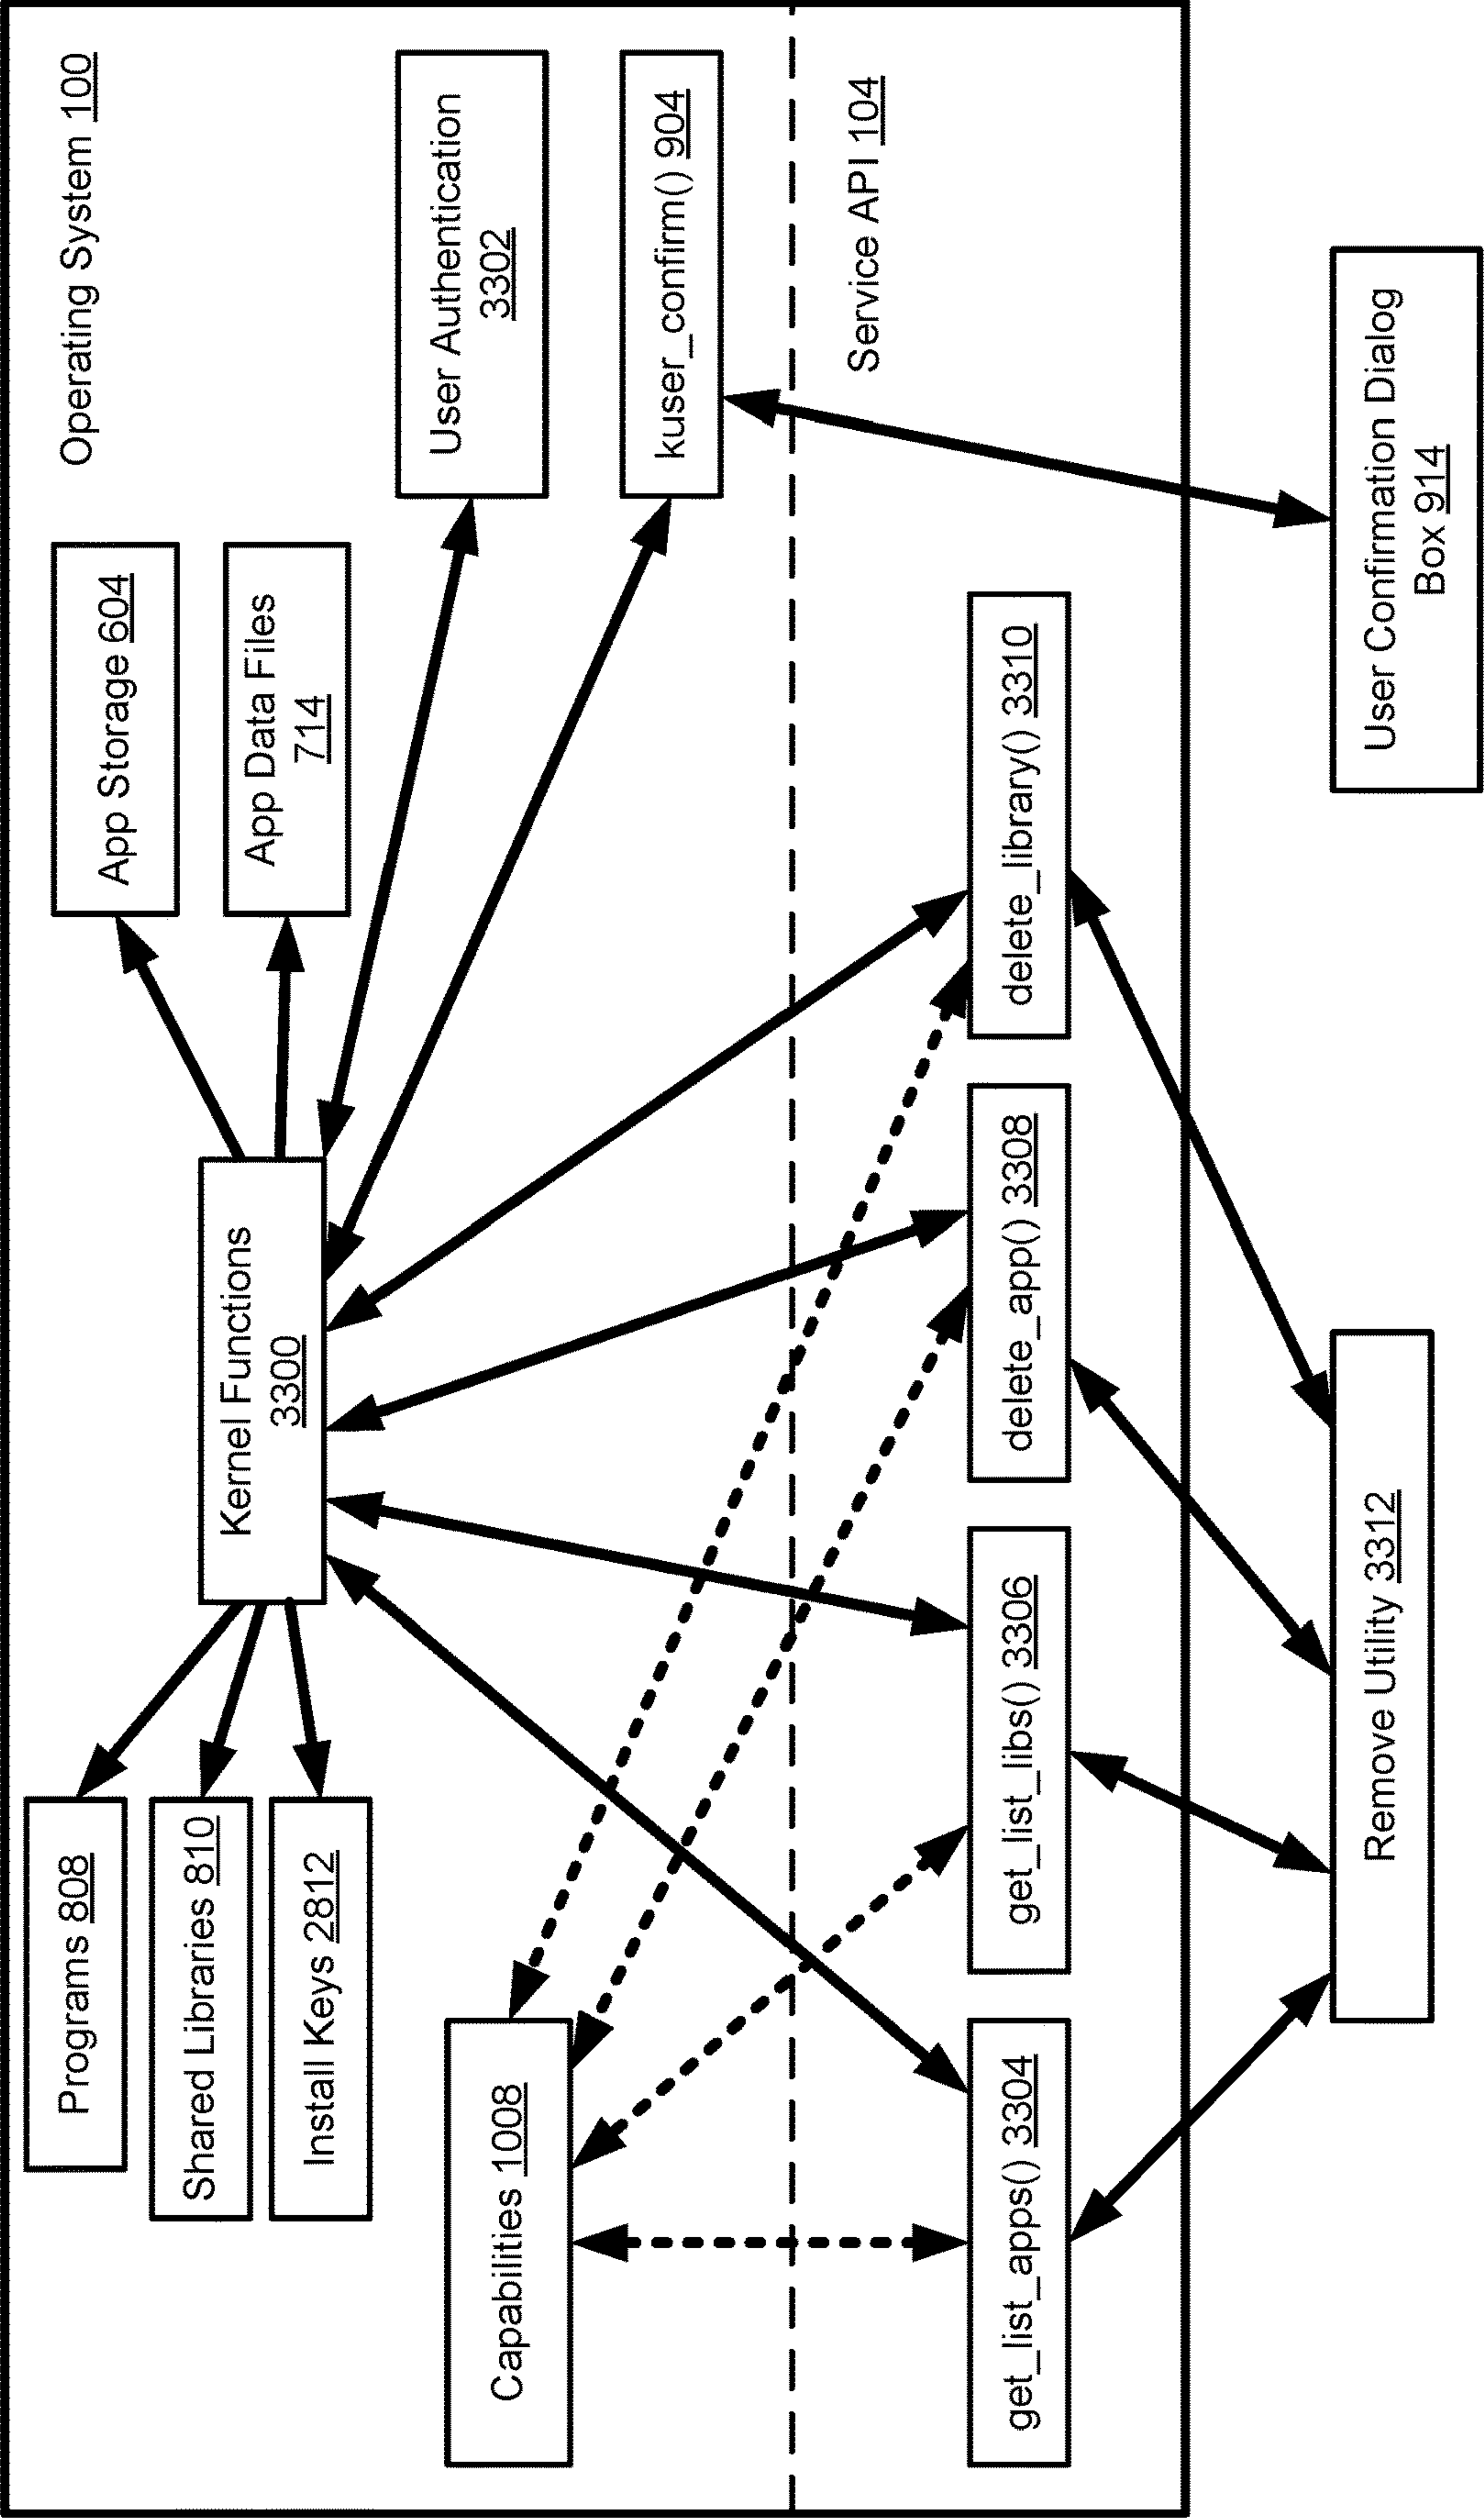 Operating System 100
Programs 808
Shared Libraries 810
Install Keys 2812
Kernel Functions
3300
App Storage 604
App Data Files
714
User Authentication
3302
kuser_confirm() 904
Capabilities 1008
Service API 104
get_list_apps() 3304
get_list_libs() 3306
delete_app() 3308
delete_library() 3310
Remove Utility 3312
User Confirmation Dialog
Box 914